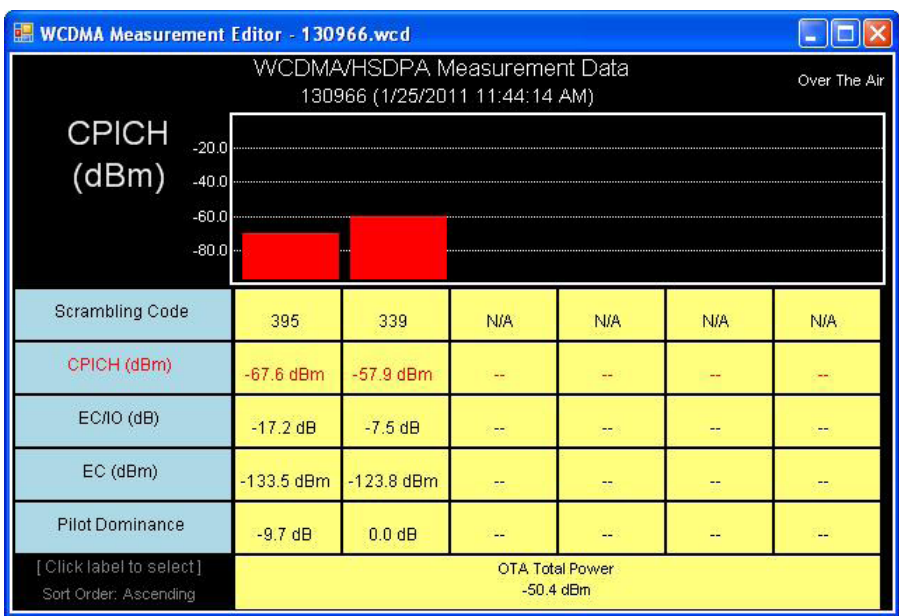 WCDMA Measurement Editor - 130966.wcd
WCDMA/HSDPA Measurement Data
Over The Air
130966 (1/25/2011 11:44:14 AM)
CPICH
(dBm)
-20.0
-40.0
-60.0
-80.0
Scrambling Code 395 339 N/A N/A N/A N/A
CPICH (dBm) -67.6 dBm -57.9 dBm -- -- -- --
EC/IO (dB) -17.2 dB -7.5 dB -- -- -- --
EC (dBm) -133.5 dBm -123.8 dBm -- -- -- --
Pilot Dominance -9.7 dB 0.0 dB -- -- -- --
[ Click label to select ]
Sort Order: Ascending
OTA Total Power
-50.4 dBm